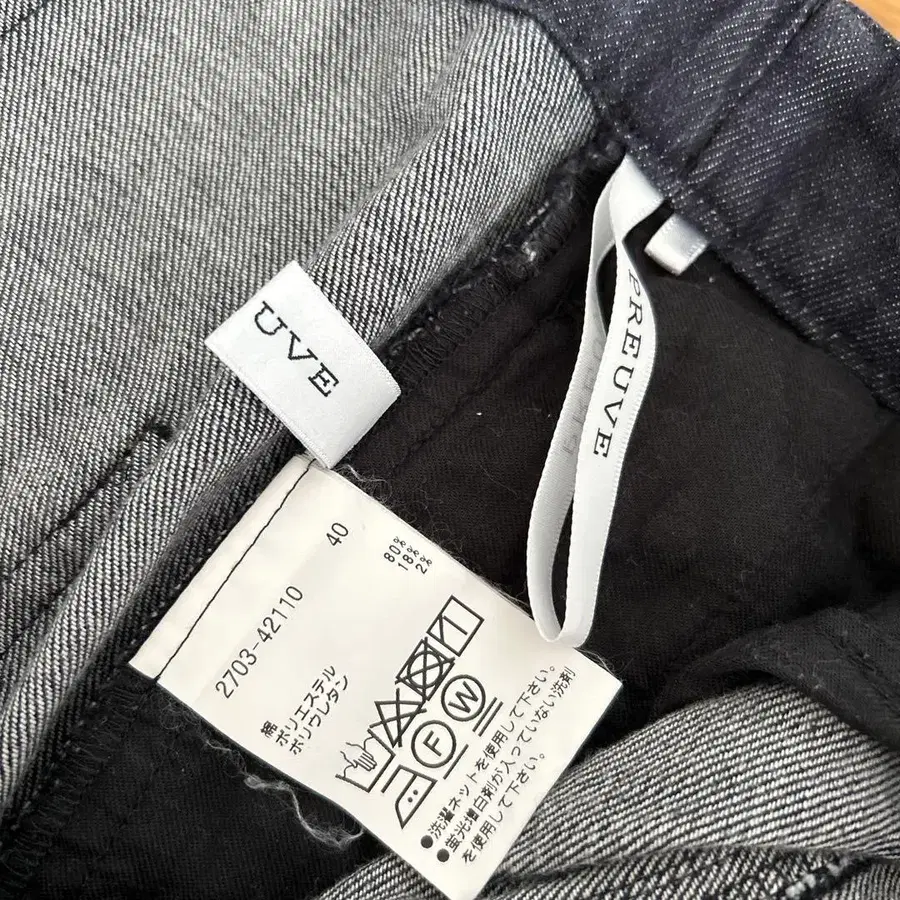 UVE
PREUVE
40
2703-42110
綿 80%
ポリエステル 18%
ポリウレタン 2%
F
W
●洗濯ネットを使用して下さい。
●蛍光増白剤が入っていない洗剤
を使用して下さい。